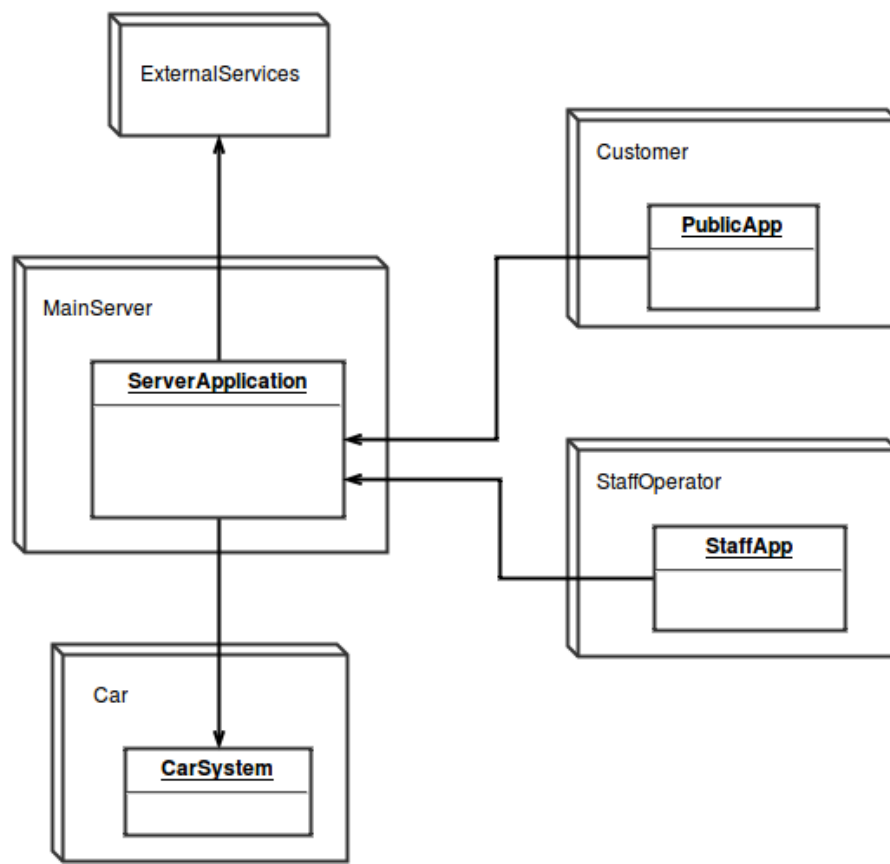 ExternalServices
Customer
PublicApp
MainServer
ServerApplication
StaffOperator
StaffApp
Car
CarSystem